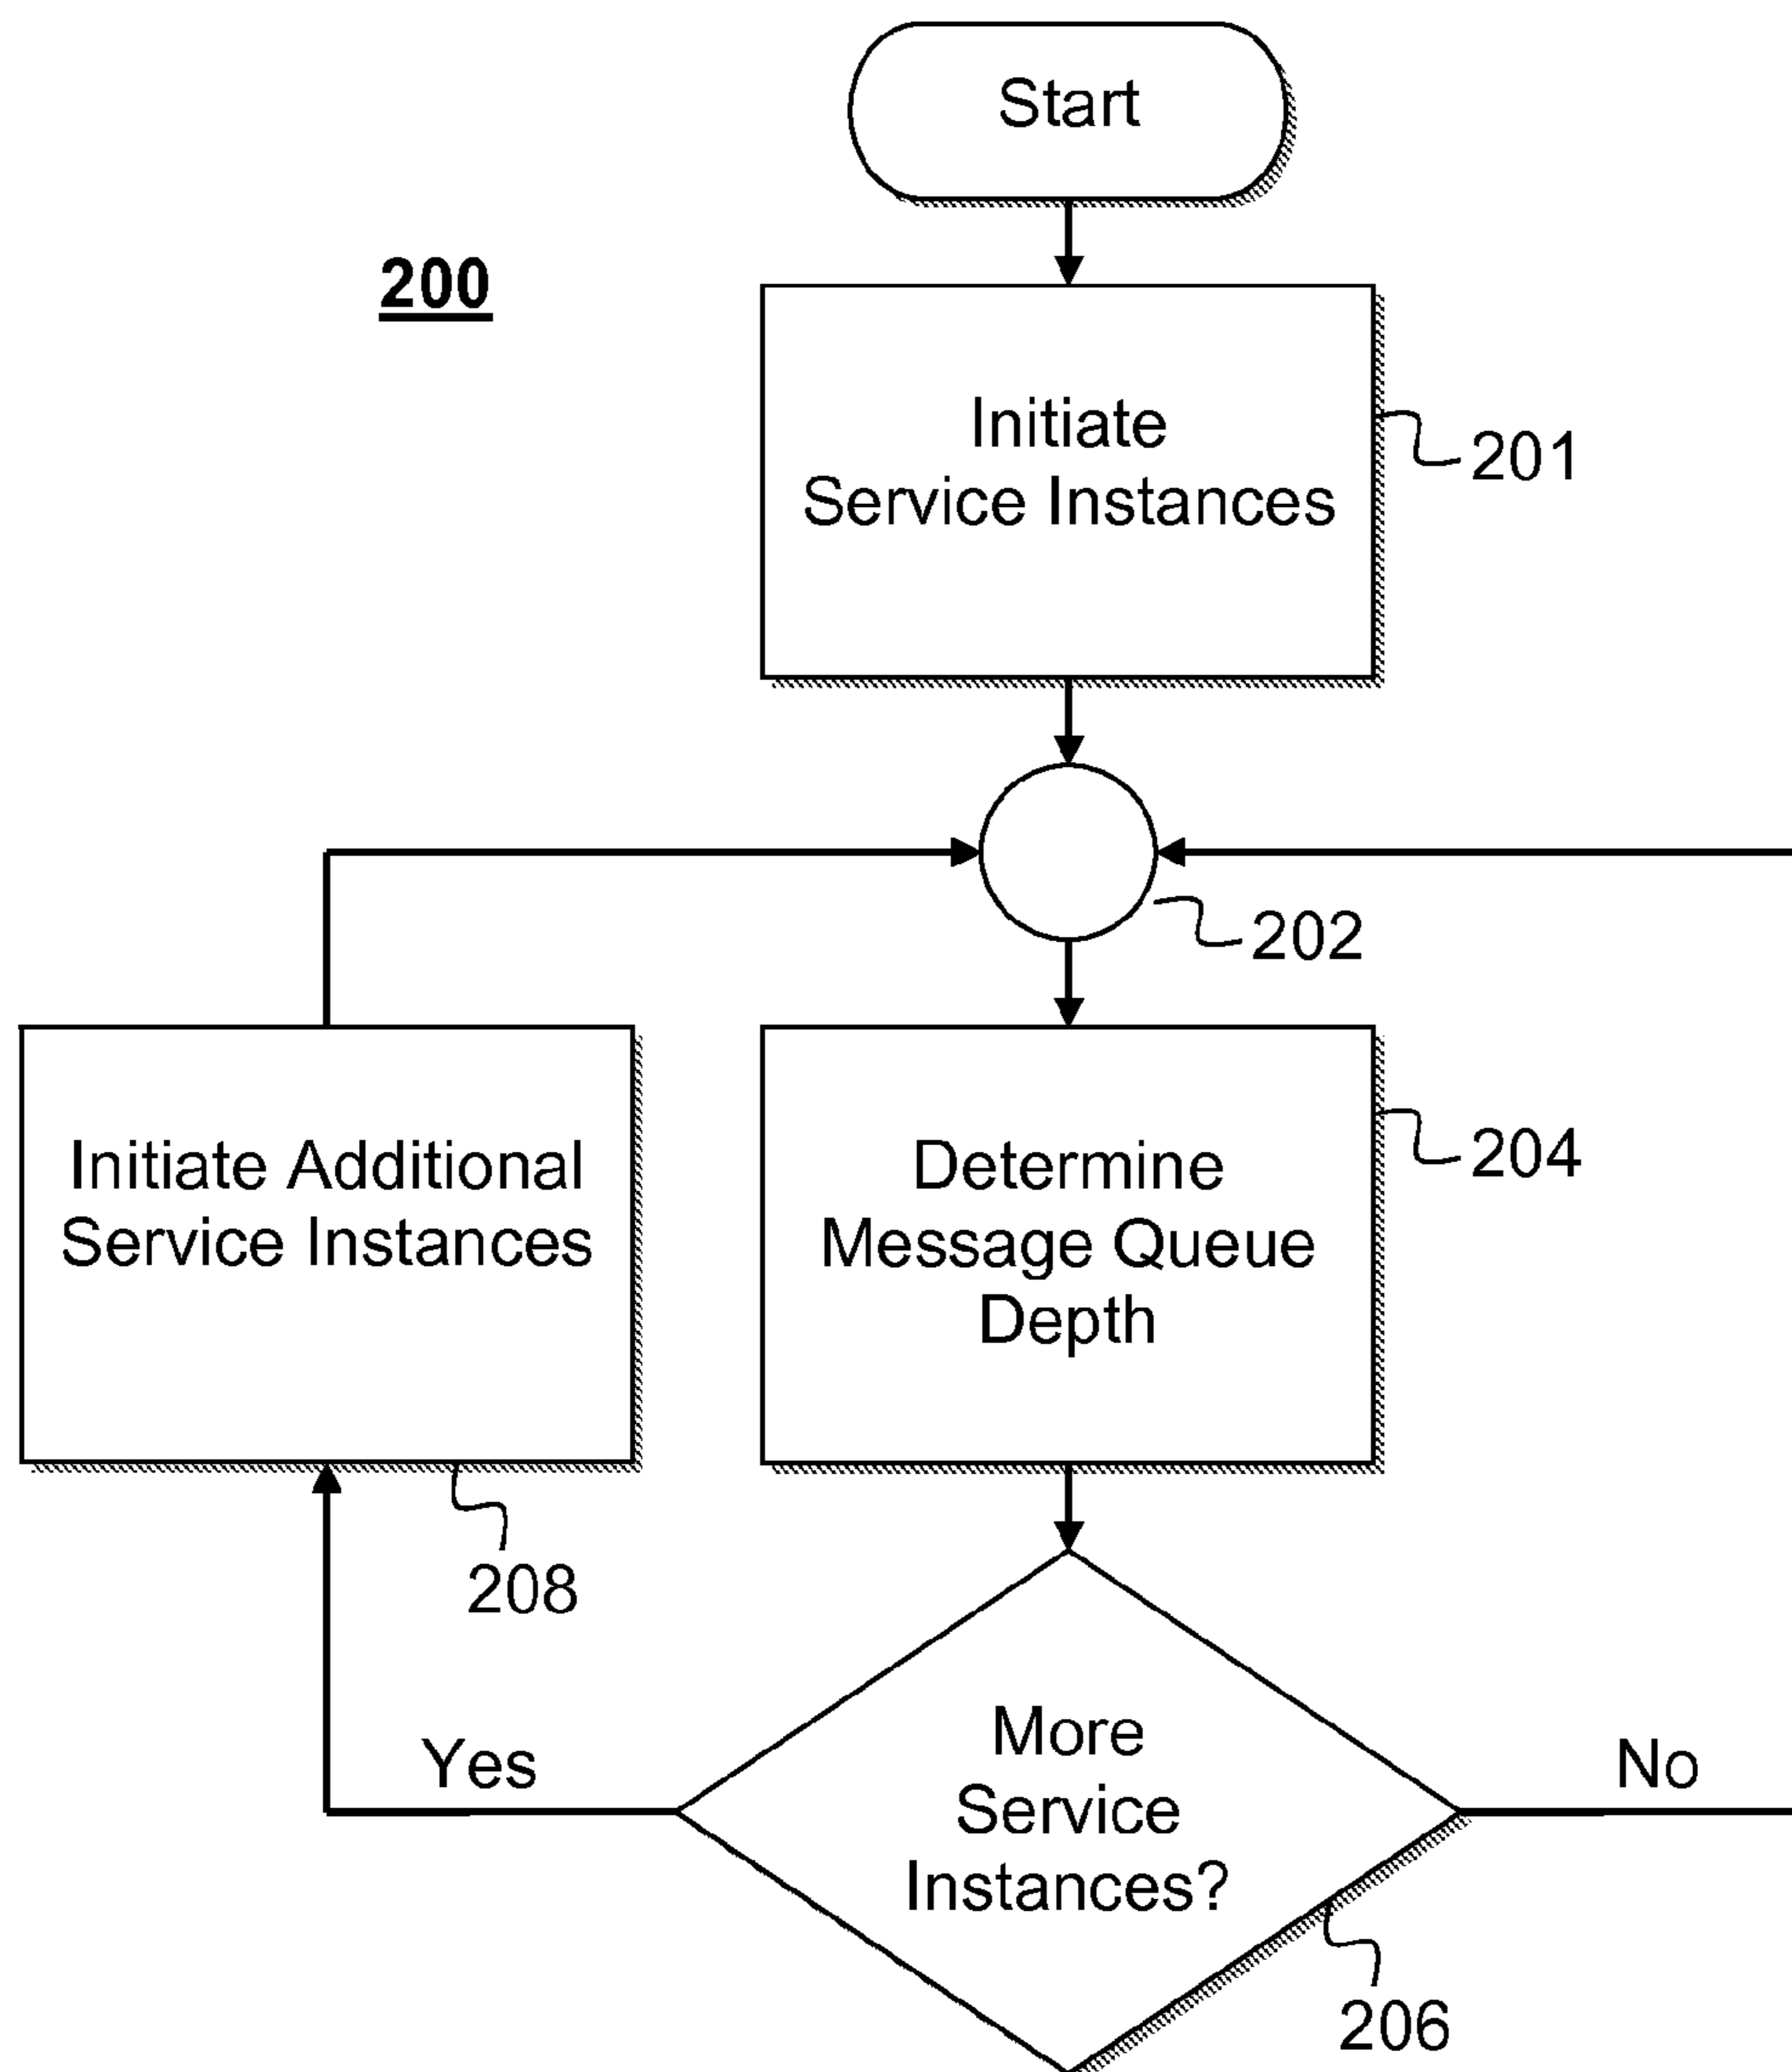 Start
200
Initiate
Service Instances
201
202
Initiate Additional
Service Instances
Determine
Message Queue
Depth
204
208
Yes
More
Service
Instances?
No
206